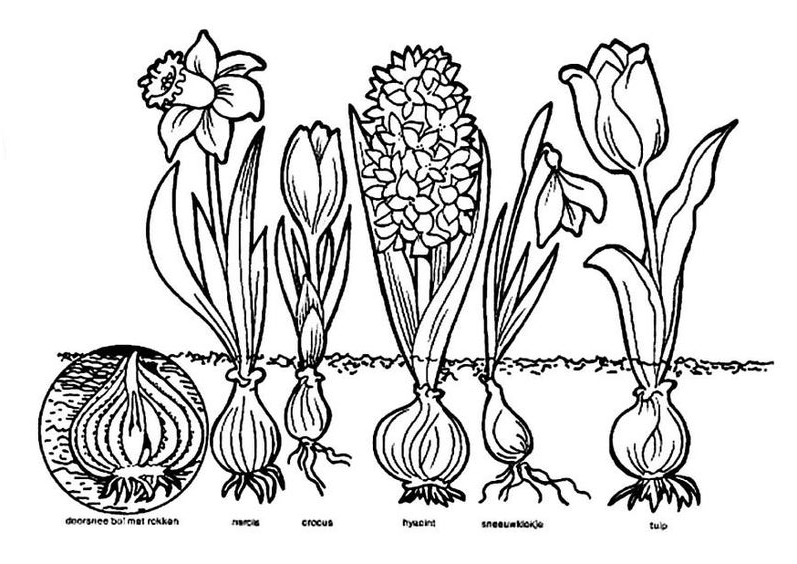 doorsnee bol met rokken
narcis
crocus
hyacint
sneeuwklokje
tulp